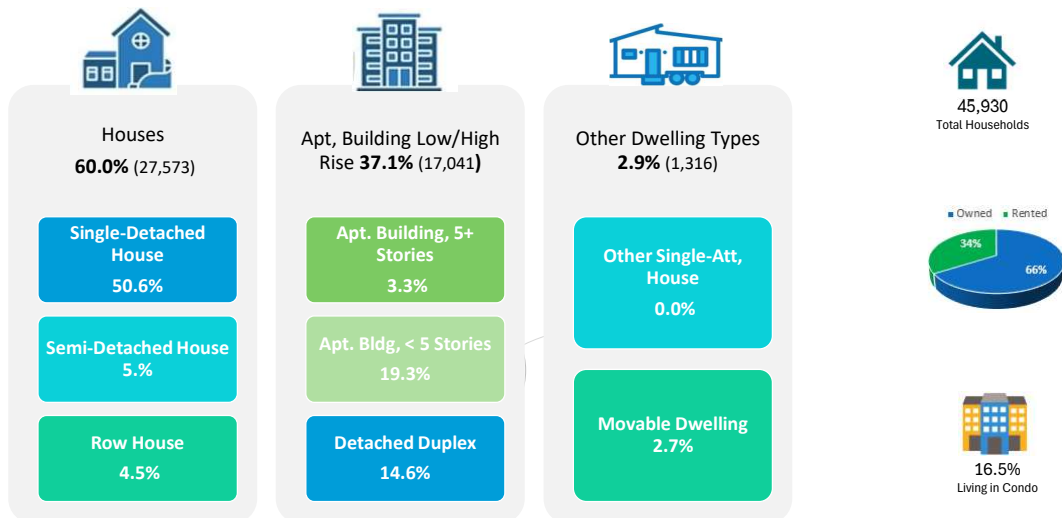 Houses
60.0% (27,573)
Single-Detached
House
50.6%
Semi-Detached House
5.%
Row House
4.5%
Apt, Building Low/High
Rise 37.1% (17,041)
Apt. Building, 5+
Stories
3.3%
Apt. Bldg, < 5 Stories
19.3%
Detached Duplex
14.6%
Other Dwelling Types
2.9% (1,316)
Other Single-Att,
House
0.0%
Movable Dwelling
2.7%
45,930
Total Households
Owned Rented
34%
66%
16.5%
Living in Condo